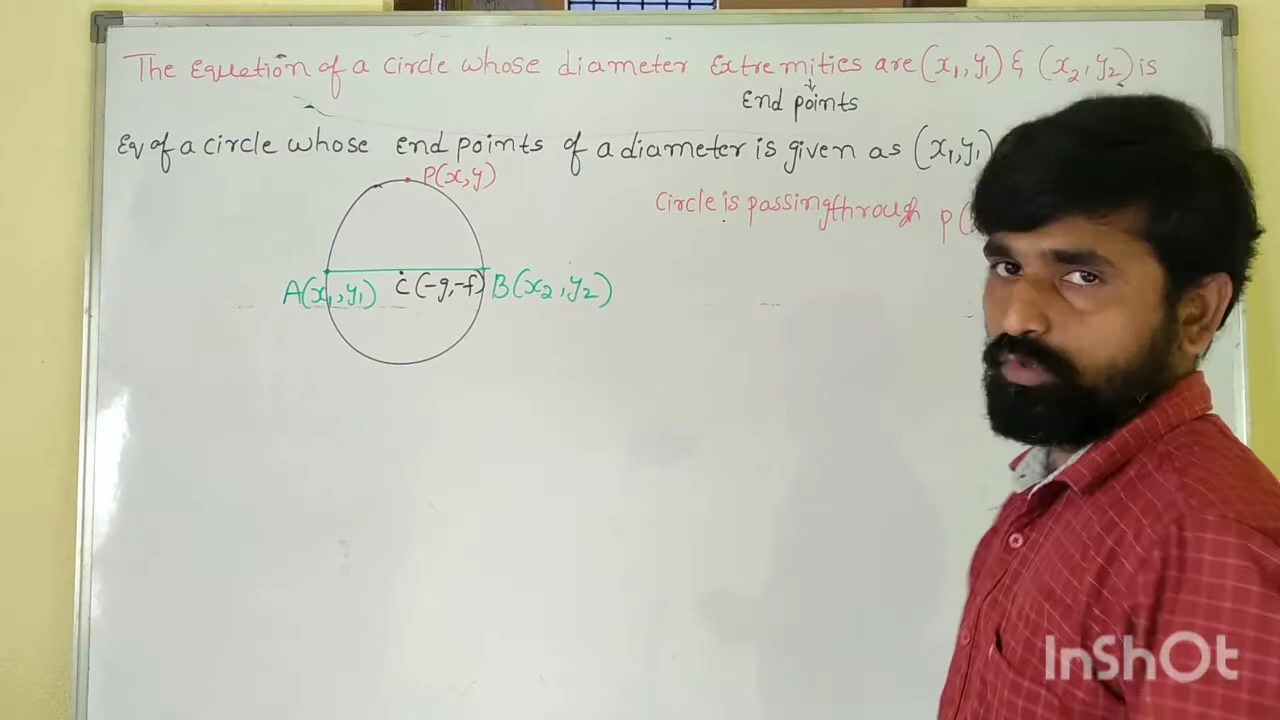 The Equation of a circle whose diameter Extremities are (x₁, y₁) & (x₂, y₂) is
End points
Eq of a circle whose End points of a diameter is given as (x₁, y₁)
P(x, y)
Circle is passing through P(
A(x₁, y₁) C (-g, -f) B(x₂, y₂)
InShOt